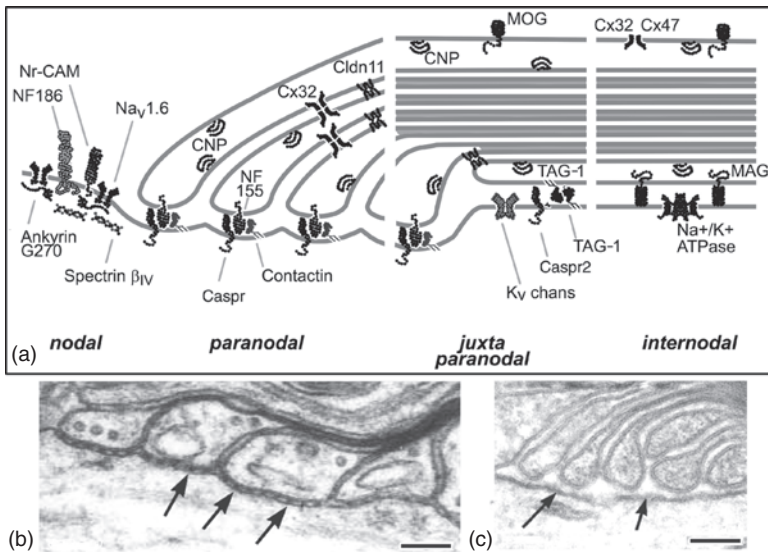 MOG
Cx32 Cx47
Nr-CAM
NF186
NaV1.6
Cx32
Cldn11
CNP
CNP
NF
155
TAG-1
MAG
Ankyrin
G270
Spectrin βIV
Caspr
Contactin
KV chans
Caspr2
TAG-1
Na+/K+
ATPase
(a)
nodal
paranodal
juxta
paranodal
internodal
(b)
(c)